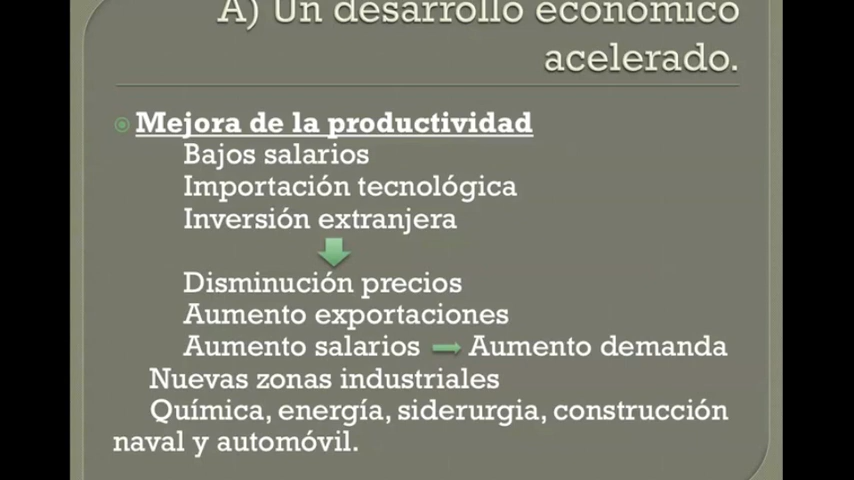 A) Un desarrollo económico
acelerado.
Mejora de la productividad
Bajos salarios
Importación tecnológica
Inversión extranjera
Disminución precios
Aumento exportaciones
Aumento salarios Aumento demanda
Nuevas zonas industriales
Química, energía, siderurgia, construcción
naval y automóvil.